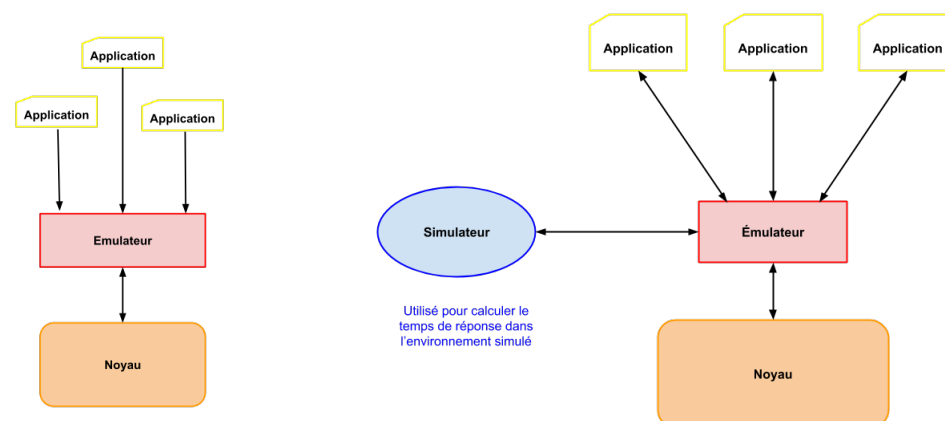 Application
Application
Application
Emulateur
Noyau
Application
Application
Application
Simulateur
Émulateur
Utilisé pour calculer le
temps de réponse dans
l'environnement simulé
Noyau